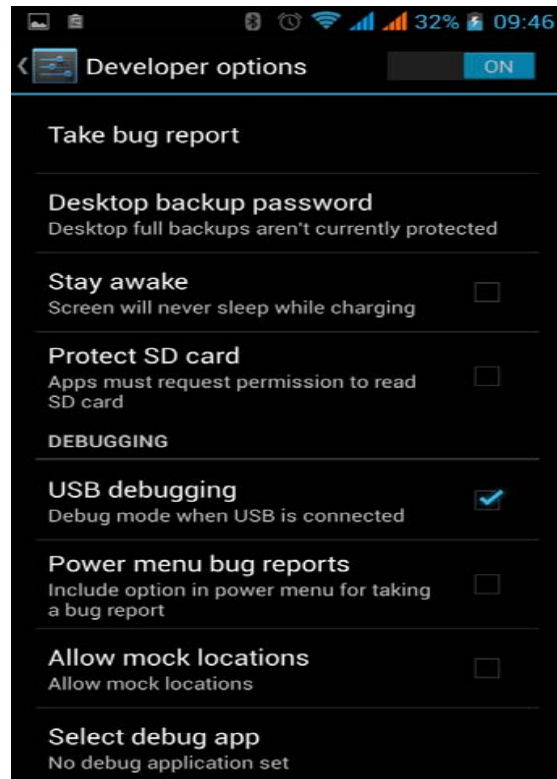 32% 09:46
Developer options ON
Take bug report
Desktop backup password
Desktop full backups aren't currently protected
Stay awake
Screen will never sleep while charging
Protect SD card
Apps must request permission to read
SD card
DEBUGGING
USB debugging
Debug mode when USB is connected
Power menu bug reports
Include option in power menu for taking
a bug report
Allow mock locations
Allow mock locations
Select debug app
No debug application set